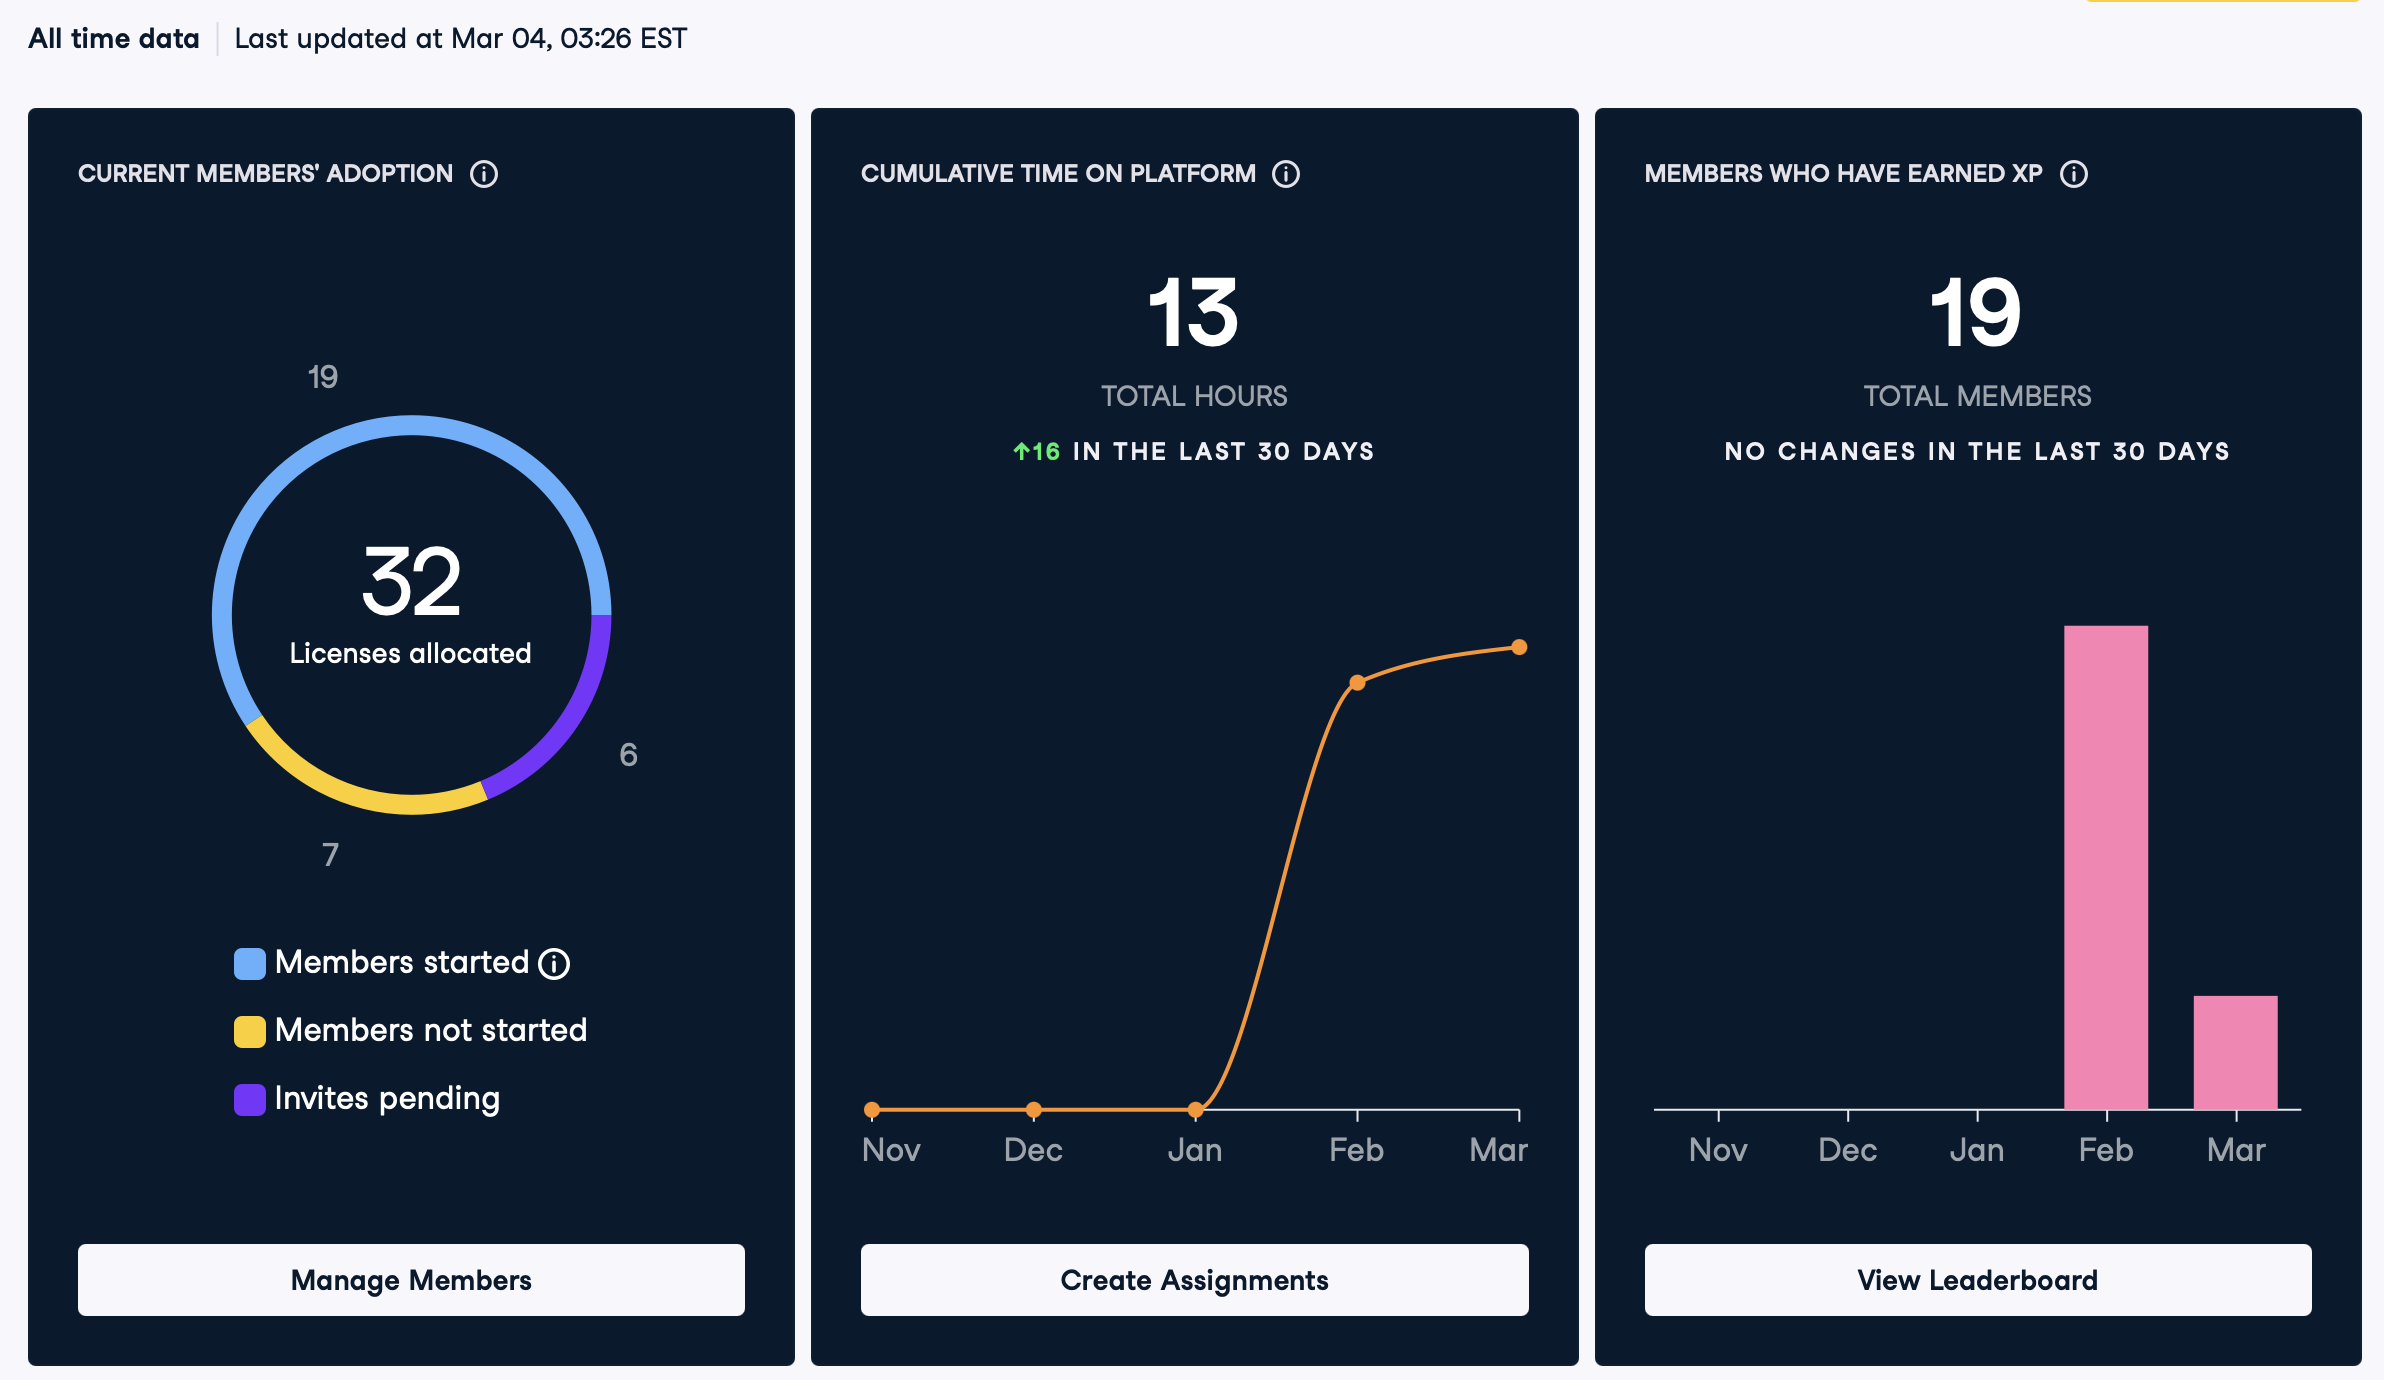 All time data | Last updated at Mar 04, 03:26 EST
CURRENT MEMBERS' ADOPTION
19
32
Licenses allocated
6
7
Members started
Members not started
Invites pending
Manage Members
CUMULATIVE TIME ON PLATFORM
13
TOTAL HOURS
↑16 IN THE LAST 30 DAYS
Nov Dec Jan Feb Mar
Create Assignments
MEMBERS WHO HAVE EARNED XP
19
TOTAL MEMBERS
NO CHANGES IN THE LAST 30 DAYS
Nov Dec Jan Feb Mar
View Leaderboard